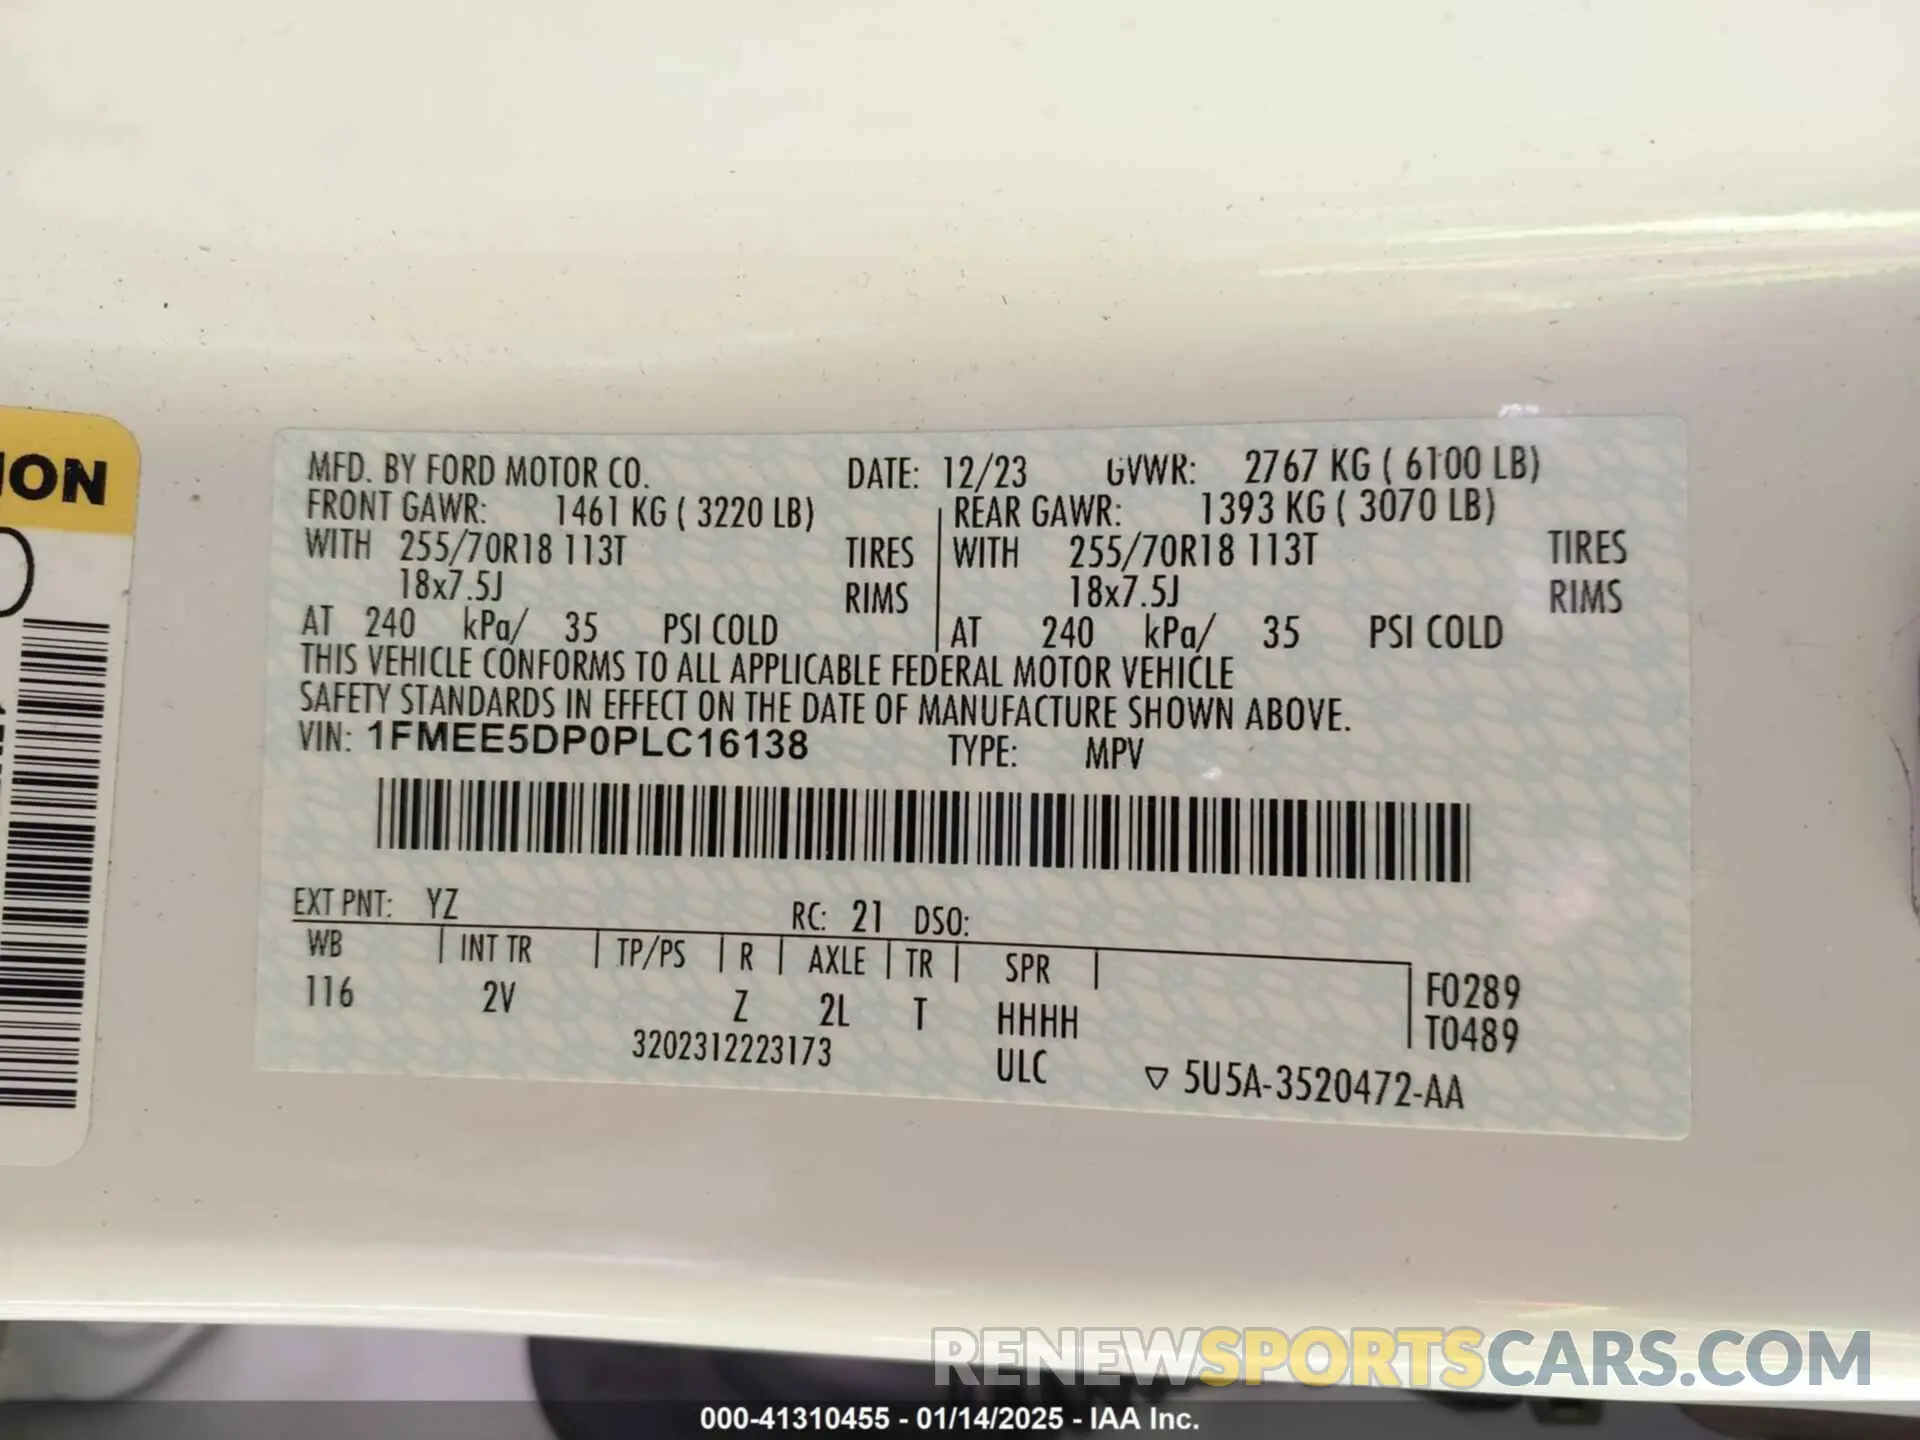 ION
MFD. BY FORD MOTOR CO. DATE: 12/23 GVWR: 2767 KG ( 6100 LB)
FRONT GAWR: 1461 KG ( 3220 LB) REAR GAWR: 1393 KG ( 3070 LB)
WITH 255/70R18 113T TIRES WITH 255/70R18 113T TIRES
18x7.5J RIMS 18x7.5J RIMS
AT 240 kPa/ 35 PSI COLD AT 240 kPa/ 35 PSI COLD
THIS VEHICLE CONFORMS TO ALL APPLICABLE FEDERAL MOTOR VEHICLE
SAFETY STANDARDS IN EFFECT ON THE DATE OF MANUFACTURE SHOWN ABOVE.
VIN: 1FMEE5DP0PLC16138 TYPE: MPV
EXT PNT: YZ RC: 21 DSO:
WB INT TR TP/PS R AXLE TR SPR F0289
116 2V Z 2L T HHHH T0489
3202312223173 ULC ▽ 5U5A-3520472-AA
RENEWSPORTSCARS.COM
000-41310455 - 01/14/2025 - IAA Inc.